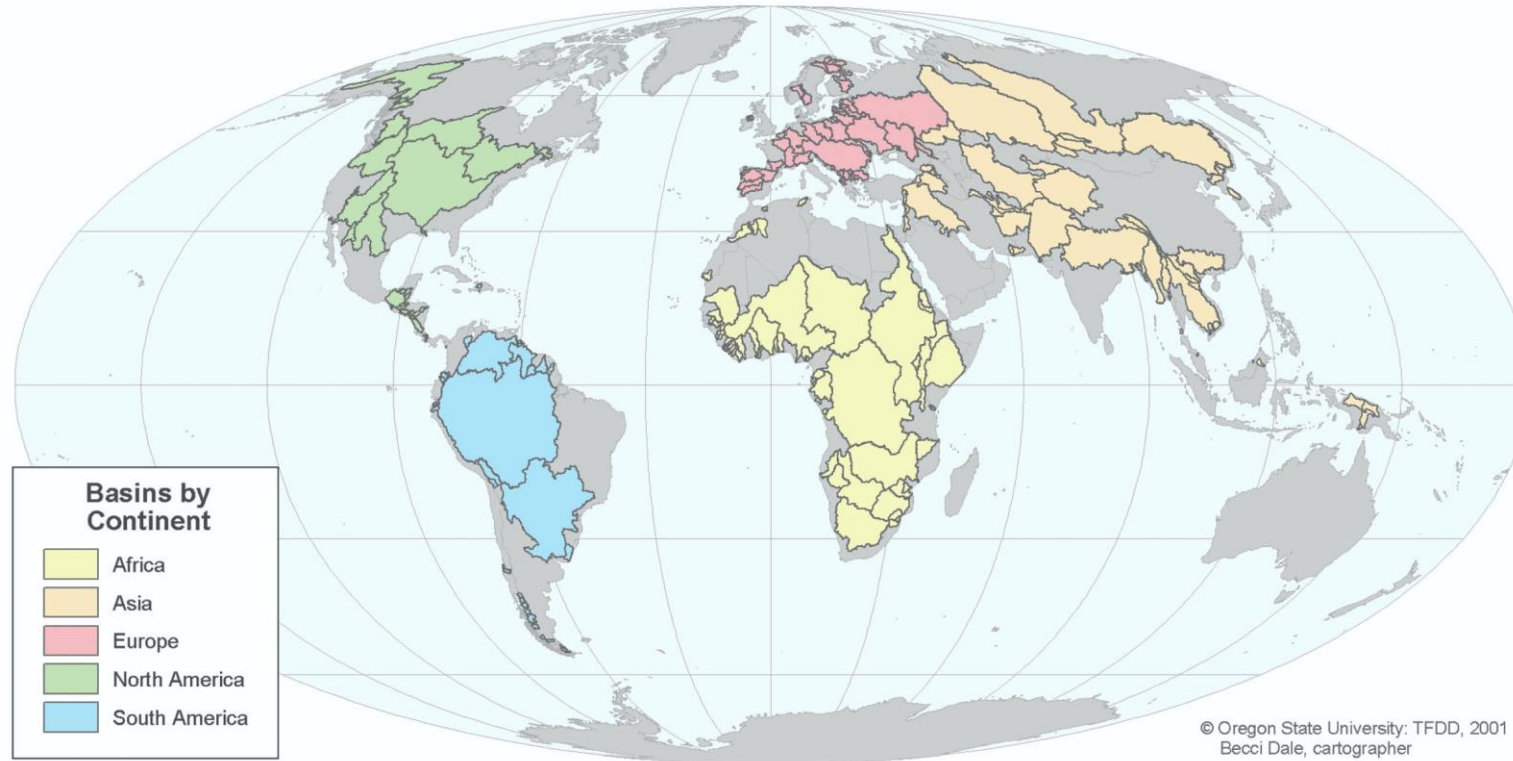 Basins by
Continent
Africa
Asia
Europe
North America
South America
© Oregon State University: TFDD, 2001
Becci Dale, cartographer